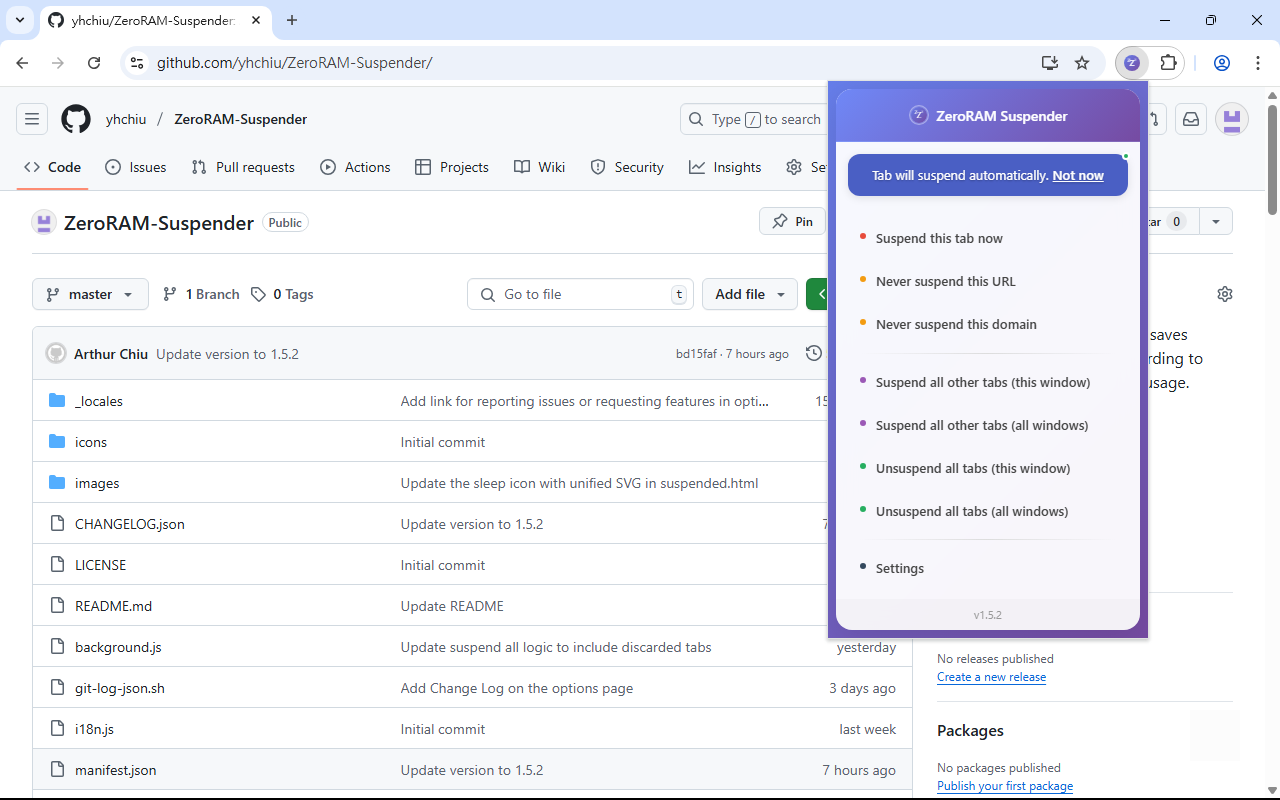 yhchiu/ZeroRAM-Suspender:
github.com/yhchiu/ZeroRAM-Suspender/
yhchiu / ZeroRAM-Suspender
Type / to search
Code Issues Pull requests Actions Projects Wiki Security Insights
ZeroRAM-Suspender Public
Pin
0
master
1 Branch 0 Tags
Go to file t
Add file
saves
usage.
Arthur Chiu Update version to 1.5.2
bd15faf · 7 hours ago
_locales Add link for reporting issues or requesting features in opti...
icons Initial commit
images Update the sleep icon with unified SVG in suspended.html
CHANGELOG.json Update version to 1.5.2
LICENSE Initial commit
README.md Update README
background.js Update suspend all logic to include discarded tabs yesterday
git-log-json.sh Add Change Log on the options page 3 days ago
i18n.js Initial commit last week
manifest.json Update version to 1.5.2 7 hours ago
ZeroRAM Suspender
Tab will suspend automatically. Not now
Suspend this tab now
Never suspend this URL
Never suspend this domain
Suspend all other tabs (this window)
Suspend all other tabs (all windows)
Unsuspend all tabs (this window)
Unsuspend all tabs (all windows)
Settings
v1.5.2
No releases published
Create a new release
Packages
No packages published
Publish your first package